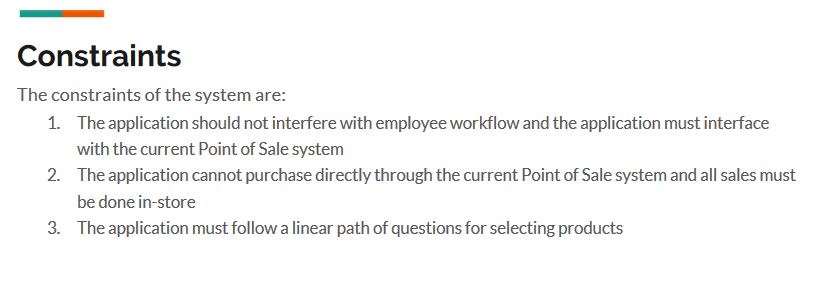 Constraints
The constraints of the system are:
1. The application should not interfere with employee workflow and the application must interface
with the current Point of Sale system
2. The application cannot purchase directly through the current Point of Sale system and all sales must
be done in-store
3. The application must follow a linear path of questions for selecting products